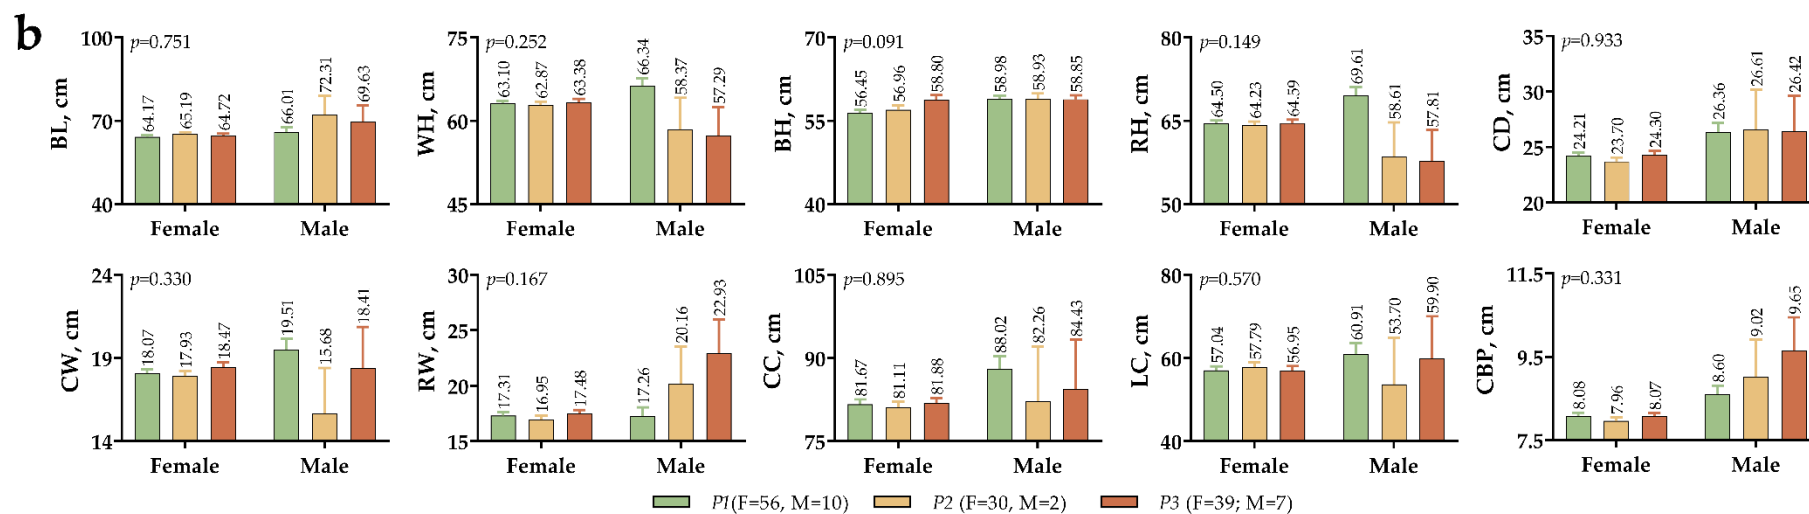 b
BL, cm
100
70
40
p=0.751
64.17
65.19
64.72
66.01
72.31
69.63
Female
Male
WH, cm
75
60
45
p=0.252
63.10
62.87
63.38
66.34
58.37
57.29
Female
Male
BH, cm
70
55
40
p=0.091
56.45
56.96
58.80
58.98
58.93
58.85
Female
Male
RH, cm
80
65
50
p=0.149
64.50
64.23
64.59
69.61
58.61
57.81
Female
Male
CD, cm
35
30
25
20
p=0.933
24.21
23.70
24.30
26.36
26.61
26.42
Female
Male
CW, cm
24
19
14
p=0.330
18.07
17.93
18.47
19.51
15.68
18.41
Female
Male
RW, cm
30
25
20
15
p=0.167
17.31
16.95
17.48
17.26
20.16
22.93
Female
Male
CC, cm
105
90
75
p=0.895
81.67
81.11
81.88
88.02
82.26
84.43
Female
Male
LC, cm
80
60
40
p=0.570
57.04
57.79
56.95
60.91
53.70
59.90
Female
Male
CBP, cm
11.5
9.5
7.5
p=0.331
8.08
7.96
8.07
8.60
9.02
9.65
Female
Male
P1(F=56, M=10)
P2 (F=30, M=2)
P3 (F=39; M=7)